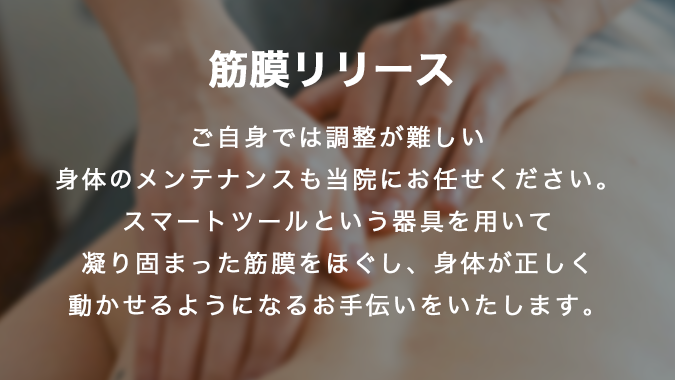 筋膜リリース
ご自身では調整が難しい
身体のメンテナンスも当院にお任せください。
スマートツールという器具を用いて
凝り固まった筋膜をほぐし、身体が正しく
動かせるようになるお手伝いをいたします。